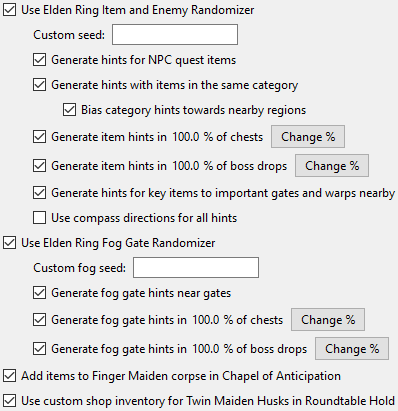 Use Elden Ring Item and Enemy Randomizer
Custom seed:
Generate hints for NPC quest items
Generate hints with items in the same category
Bias category hints towards nearby regions
Generate item hints in 100.0 % of chests Change %
Generate item hints in 100.0 % of boss drops Change %
Generate hints for key items to important gates and warps nearby
Use compass directions for all hints
Use Elden Ring Fog Gate Randomizer
Custom fog seed:
Generate fog gate hints near gates
Generate fog gate hints in 100.0 % of chests Change %
Generate fog gate hints in 100.0 % of boss drops Change %
Add items to Finger Maiden corpse in Chapel of Anticipation
Use custom shop inventory for Twin Maiden Husks in Roundtable Hold